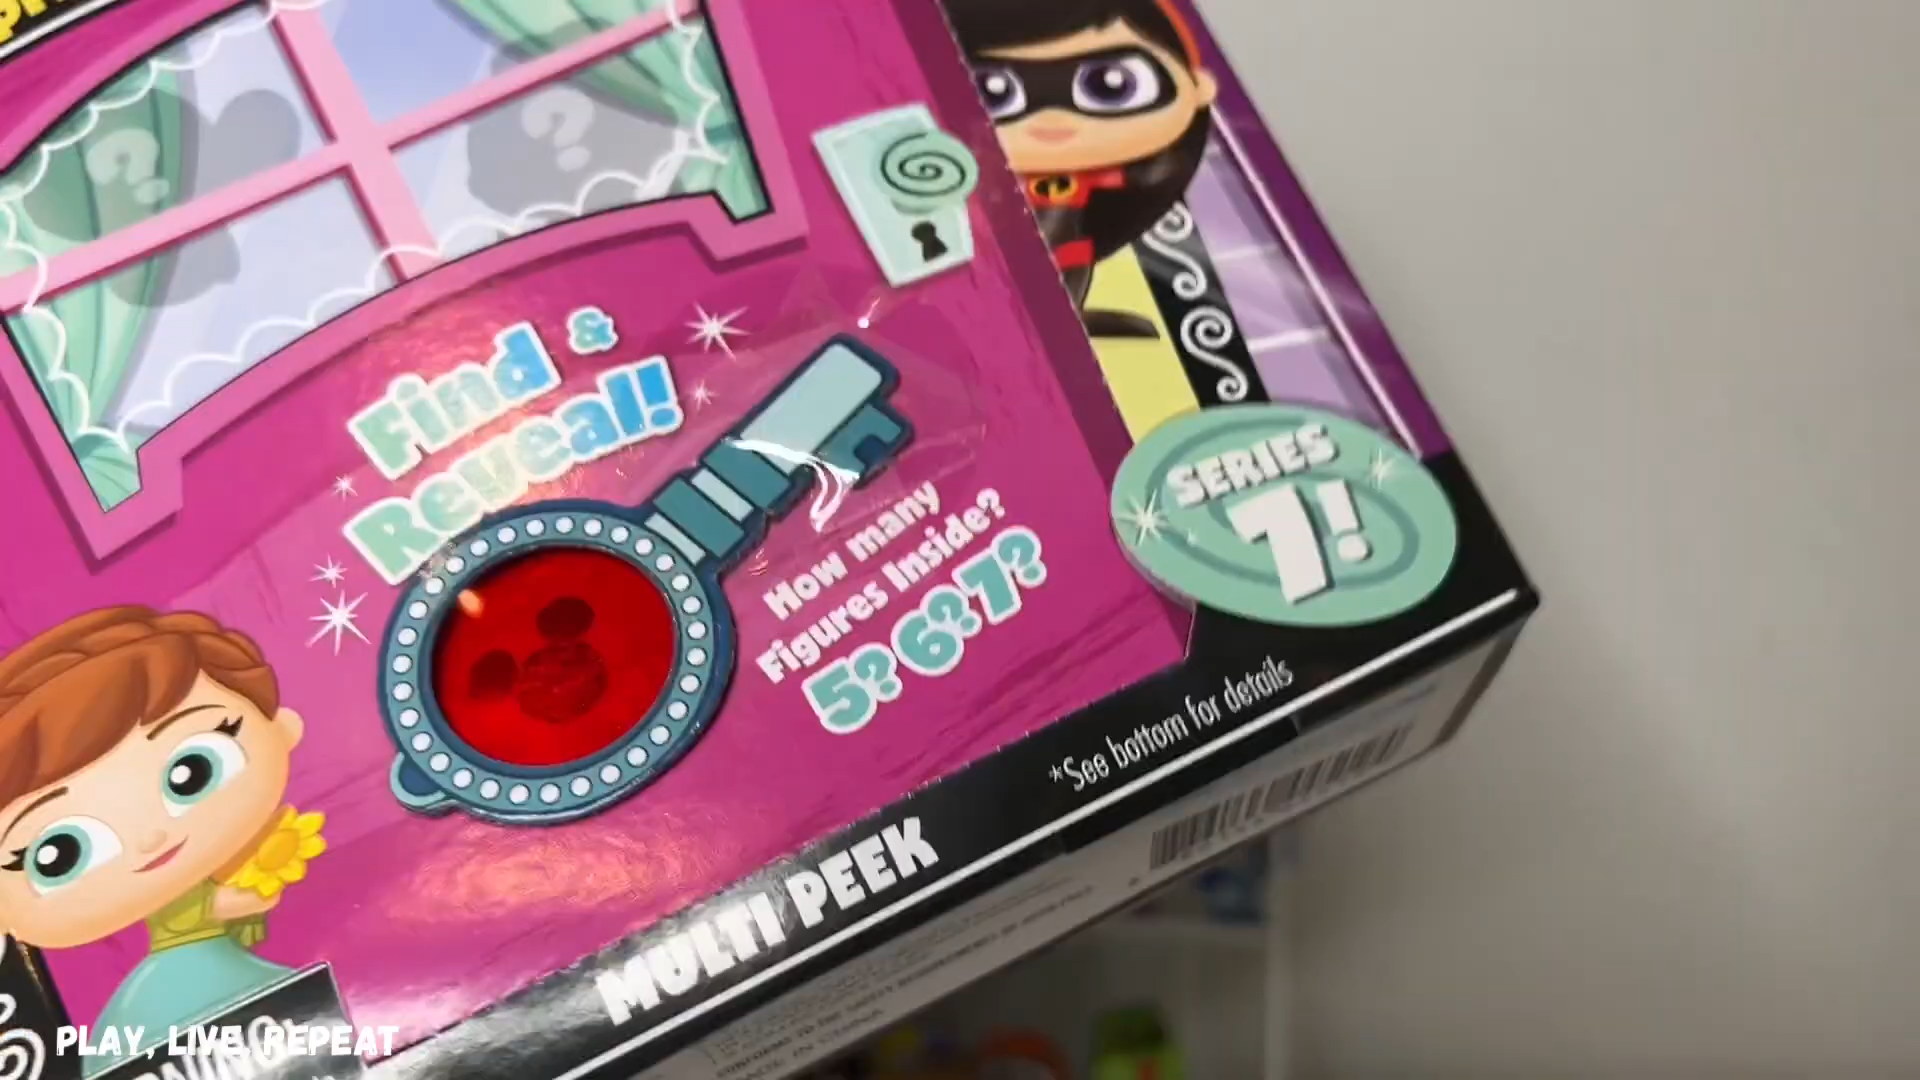 Find &
Reveal!
How many
Figures Inside?
5? 6? 7?
SERIES
7!
*See bottom for details
MULTI PEEK
PLAY, LIVE, REPEAT